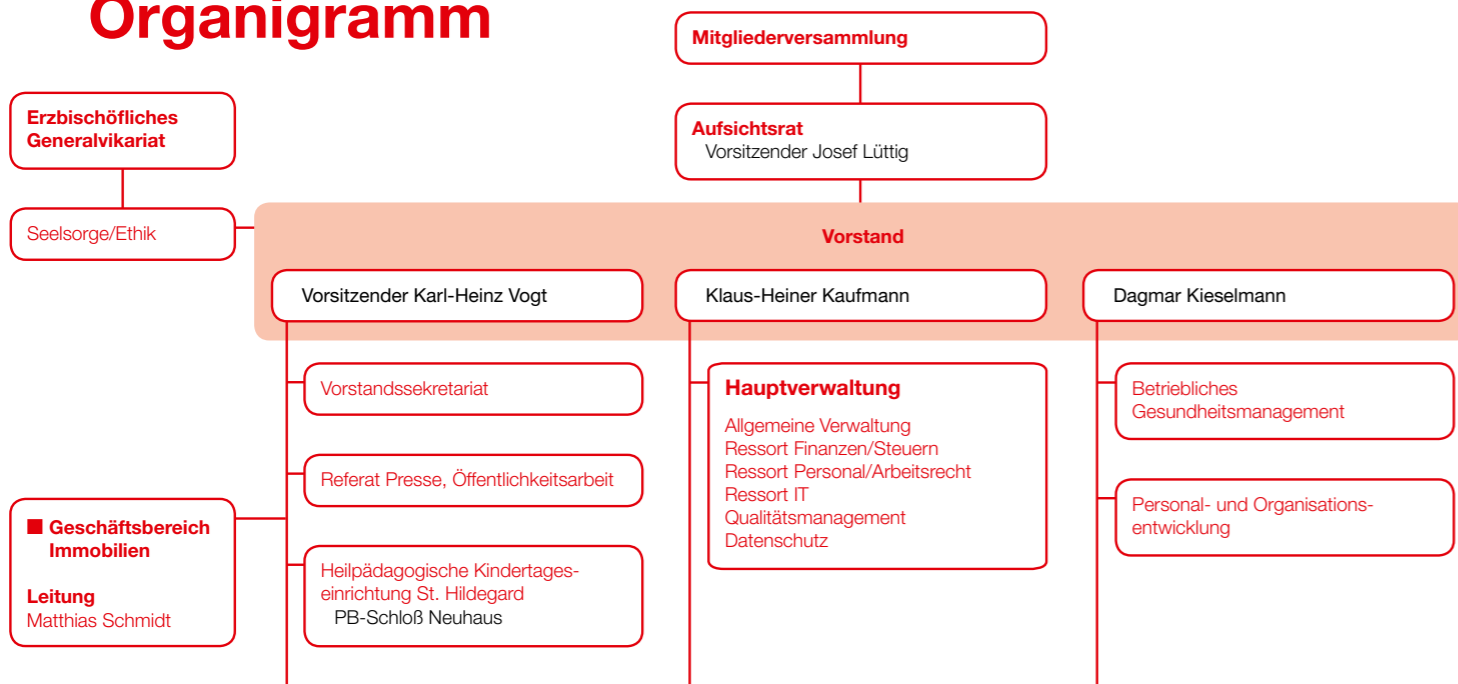 Organigramm
Mitgliederversammlung
Erzbischöfliches
Generalvikariat
Aufsichtsrat
Vorsitzender Josef Lüttig
Seelsorge/Ethik
Vorstand
Vorsitzender Karl-Heinz Vogt
Klaus-Heiner Kaufmann
Dagmar Kieselmann
Vorstandssekretariat
Referat Presse, Öffentlichkeitsarbeit
Geschäftsbereich
Immobilien
Leitung
Matthias Schmidt
Heilpädagogische Kindertages-
einrichtung St. Hildegard
PB-Schloß Neuhaus
Hauptverwaltung
Allgemeine Verwaltung
Ressort Finanzen/Steuern
Ressort Personal/Arbeitsrecht
Ressort IT
Qualitätsmanagement
Datenschutz
Betriebliches
Gesundheitsmanagement
Personal- und Organisations-
entwicklung